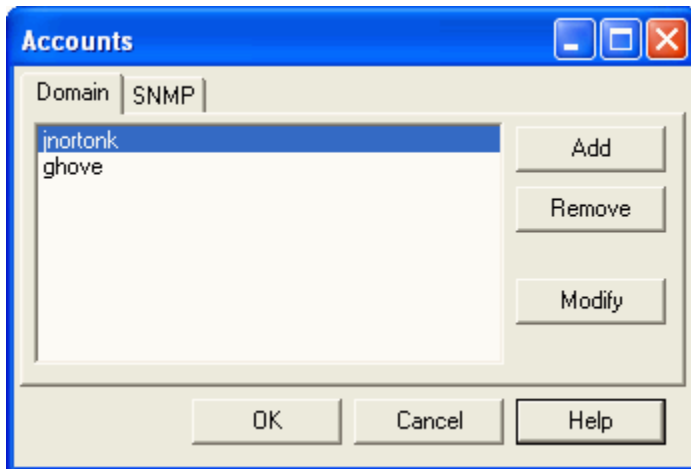 Accounts
Domain SNMP
jnortonk
ghove
Add
Remove
Modify
OK Cancel Help